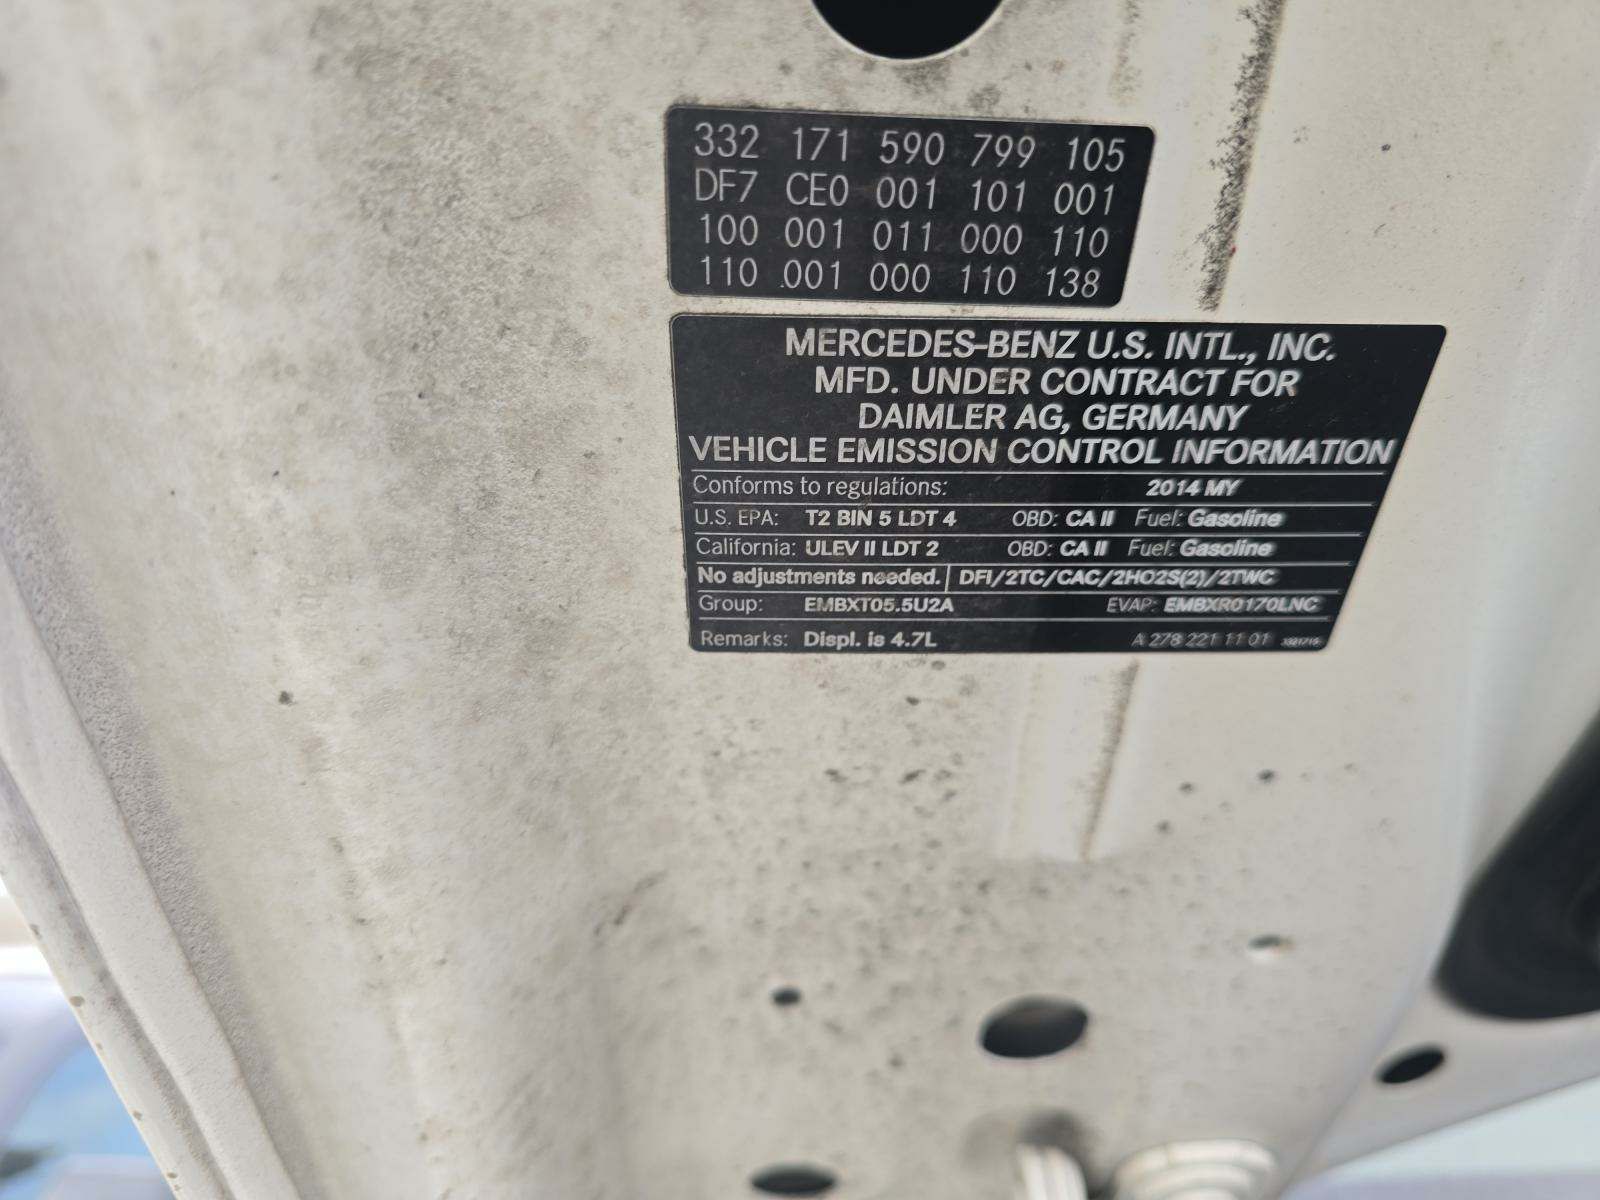 332 171 590 799 105
DF7 CE0 001 101 001
100 001 011 000 110
110 001 000 110 138
MERCEDES-BENZ U.S. INTL., INC.
MFD. UNDER CONTRACT FOR
DAIMLER AG, GERMANY
VEHICLE EMISSION CONTROL INFORMATION
Conforms to regulations: 2014 MY
U.S. EPA: T2 BIN 5 LDT 4 OBD: CA II Fuel: Gasoline
California: ULEV II LDT 2 OBD: CA II Fuel: Gasoline
No adjustments needed. DFI/2TC/CAC/2HO2S(2)/2TWC
Group: EMBXT05.5U2A EVAP: EMBXR0170LNC
Remarks: Displ. is 4.7L A 278 221 11 01